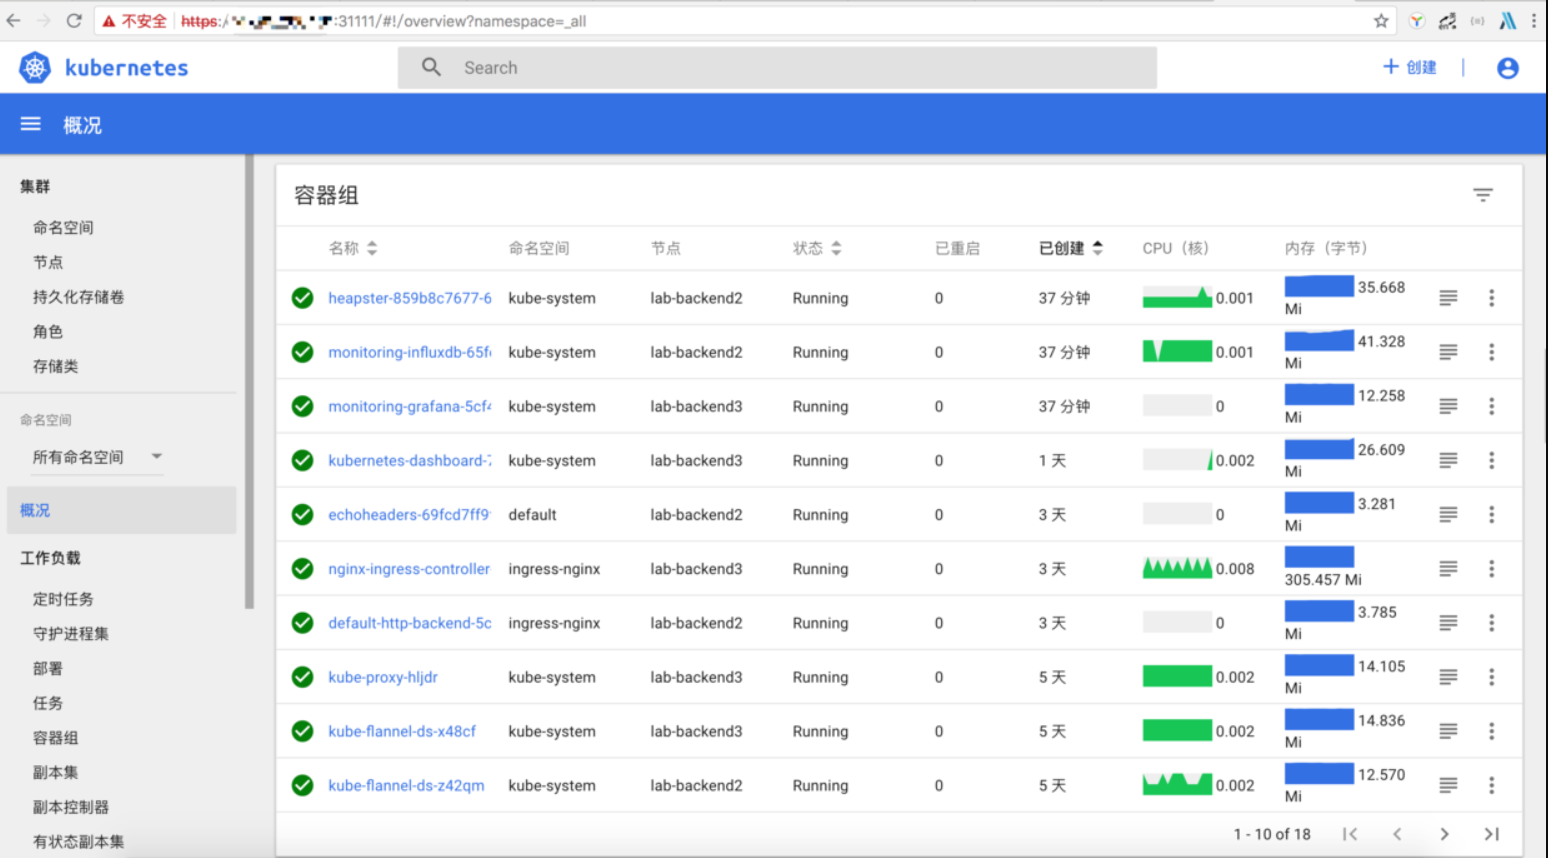 不安全 https:/ :31111/#!/overview?namespace=_all
kubernetes
Search
创建
概况
集群
命名空间
节点
持久化存储卷
角色
存储类
命名空间
所有命名空间
概况
工作负载
定时任务
守护进程集
部署
任务
容器组
副本集
副本控制器
有状态副本集
容器组
名称 命名空间 节点 状态 已重启 已创建 CPU（核） 内存（字节）
heapster-859b8c7677-6 kube-system lab-backend2 Running 0 37 分钟 0.001 35.668 Mi
monitoring-influxdb-65f kube-system lab-backend2 Running 0 37 分钟 0.001 41.328 Mi
monitoring-grafana-5cf4 kube-system lab-backend3 Running 0 37 分钟 0 12.258 Mi
kubernetes-dashboard-7 kube-system lab-backend3 Running 0 1 天 0.002 26.609 Mi
echoheaders-69fcd7ff9 default lab-backend2 Running 0 3 天 0 3.281 Mi
nginx-ingress-controller ingress-nginx lab-backend3 Running 0 3 天 0.008 305.457 Mi
default-http-backend-5c ingress-nginx lab-backend2 Running 0 3 天 0 3.785 Mi
kube-proxy-hljdr kube-system lab-backend3 Running 0 5 天 0.002 14.105 Mi
kube-flannel-ds-x48cf kube-system lab-backend3 Running 0 5 天 0.002 14.836 Mi
kube-flannel-ds-z42qm kube-system lab-backend2 Running 0 5 天 0.002 12.570 Mi
1 - 10 of 18